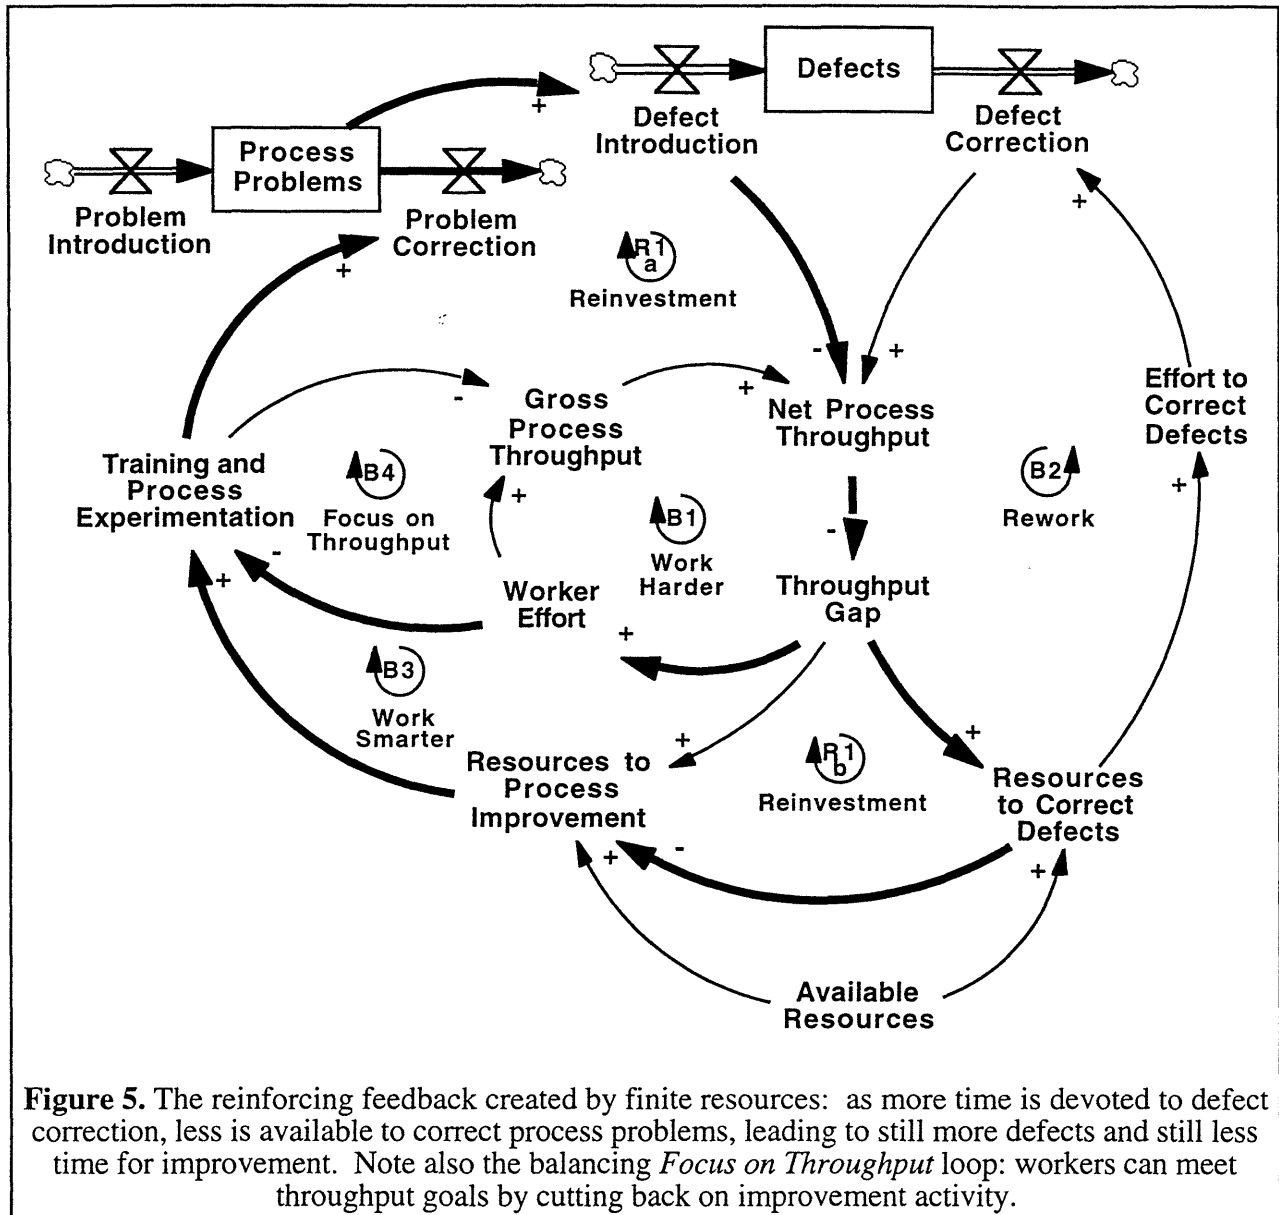 Defects
Defect
Introduction
Defect
Correction
Process
Problems
+
Problem
Introduction
Problem
Correction
+
+
R1
a
Reinvestment
-
+
-
+
Gross
Process
Throughput
Net Process
Throughput
Effort to
Correct
Defects
Training and
Process
Experimentation
B4
Focus on
Throughput
+
B1
Work
Harder
-
B2
Rework
+
-
+
Worker
Effort
Throughput
Gap
+
B3
Work
Smarter
+
+
Resources to
Process
Improvement
R1
b
Reinvestment
Resources
to Correct
Defects
+
-
+
Available
Resources
Figure 5. The reinforcing feedback created by finite resources: as more time is devoted to defect
correction, less is available to correct process problems, leading to still more defects and still less
time for improvement. Note also the balancing Focus on Throughput loop: workers can meet
throughput goals by cutting back on improvement activity.